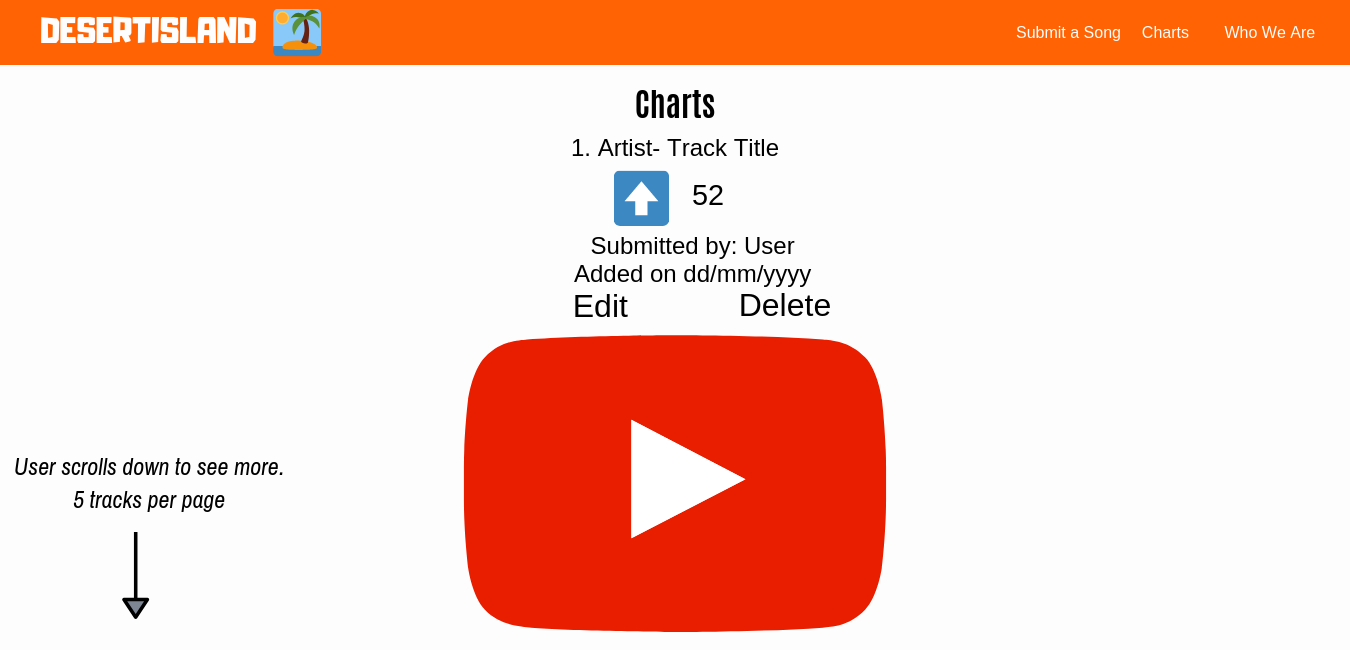 DESERTISLAND
Submit a Song Charts Who We Are
Charts
1. Artist- Track Title
52
Submitted by: User
Added on dd/mm/yyyy
Edit Delete
User scrolls down to see more.
5 tracks per page